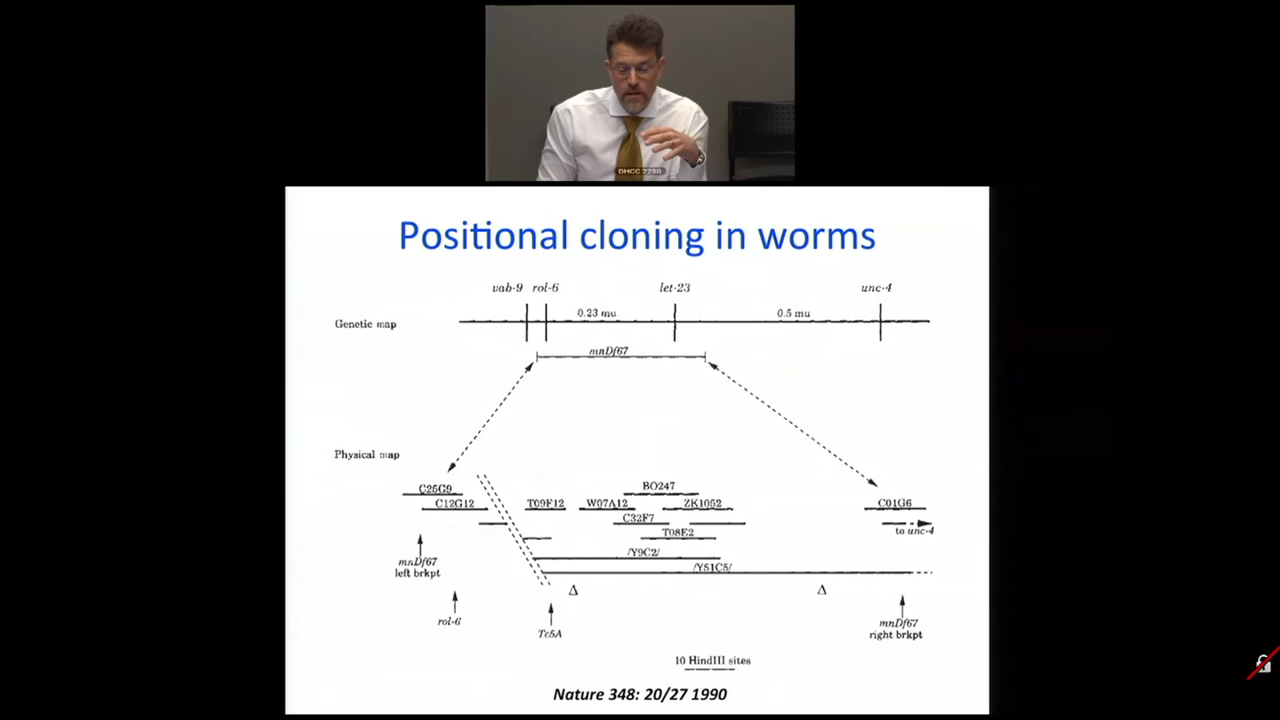 DHCC 2250
Positional cloning in worms
vab-9 rol-6 let-23 unc-4
0.23 mu 0.5 mu
Genetic map
mnDf67
Physical map
BO247
C25G9
C12G12 T09F12 W07A12 ZK1052 C01G6
C32F7
T08E2
to unc-4
/Y9C2/
/Y51C5/
mnDf67
left brkpt
Δ Δ
rol-6
Tc5A
mnDf67
right brkpt
10 HindIII sites
Nature 348: 20/27 1990